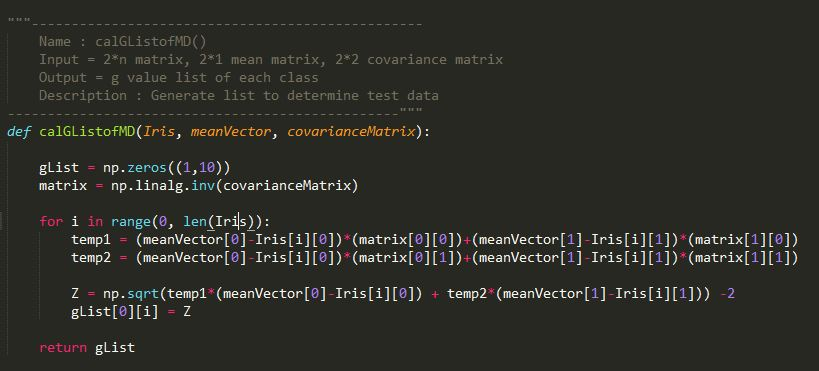 """--------------------------------------------------
    Name : calGListofMD()
    Input = 2*n matrix, 2*1 mean matrix, 2*2 covariance matrix
    Output = g value list of each class
    Description : Generate list to determine test data
--------------------------------------------------"""
def calGListofMD(Iris, meanVector, covarianceMatrix):
    gList = np.zeros((1,10))
    matrix = np.linalg.inv(covarianceMatrix)
    for i in range(0, len(Iris)):
        temp1 = (meanVector[0]-Iris[i][0])*(matrix[0][0])+(meanVector[1]-Iris[i][1])*(matrix[1][0])
        temp2 = (meanVector[0]-Iris[i][0])*(matrix[0][1])+(meanVector[1]-Iris[i][1])*(matrix[1][1])
        Z = np.sqrt(temp1*(meanVector[0]-Iris[i][0]) + temp2*(meanVector[1]-Iris[i][1])) -2
        gList[0][i] = Z
    return gList